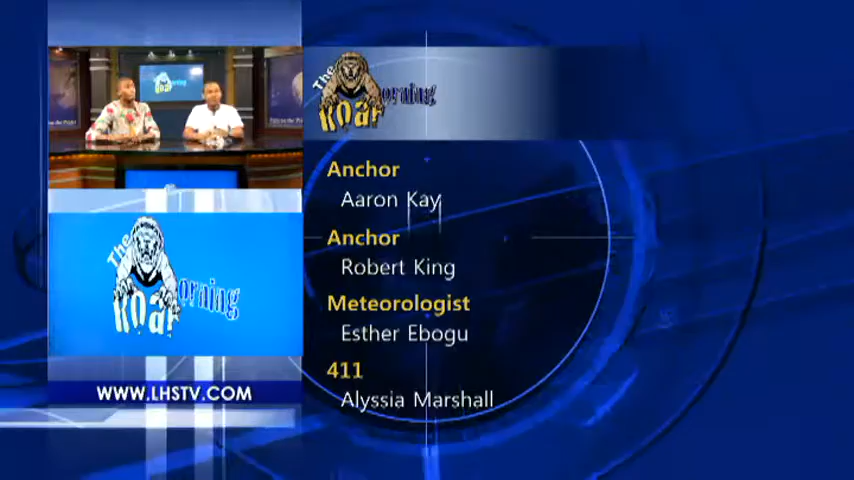 The
Morning
Roar
Anchor
Aaron Kay
Anchor
Robert King
Meteorologist
Esther Ebogu
411
Alyssia Marshall
The
Morning
Roar
WWW.LHSTV.COM